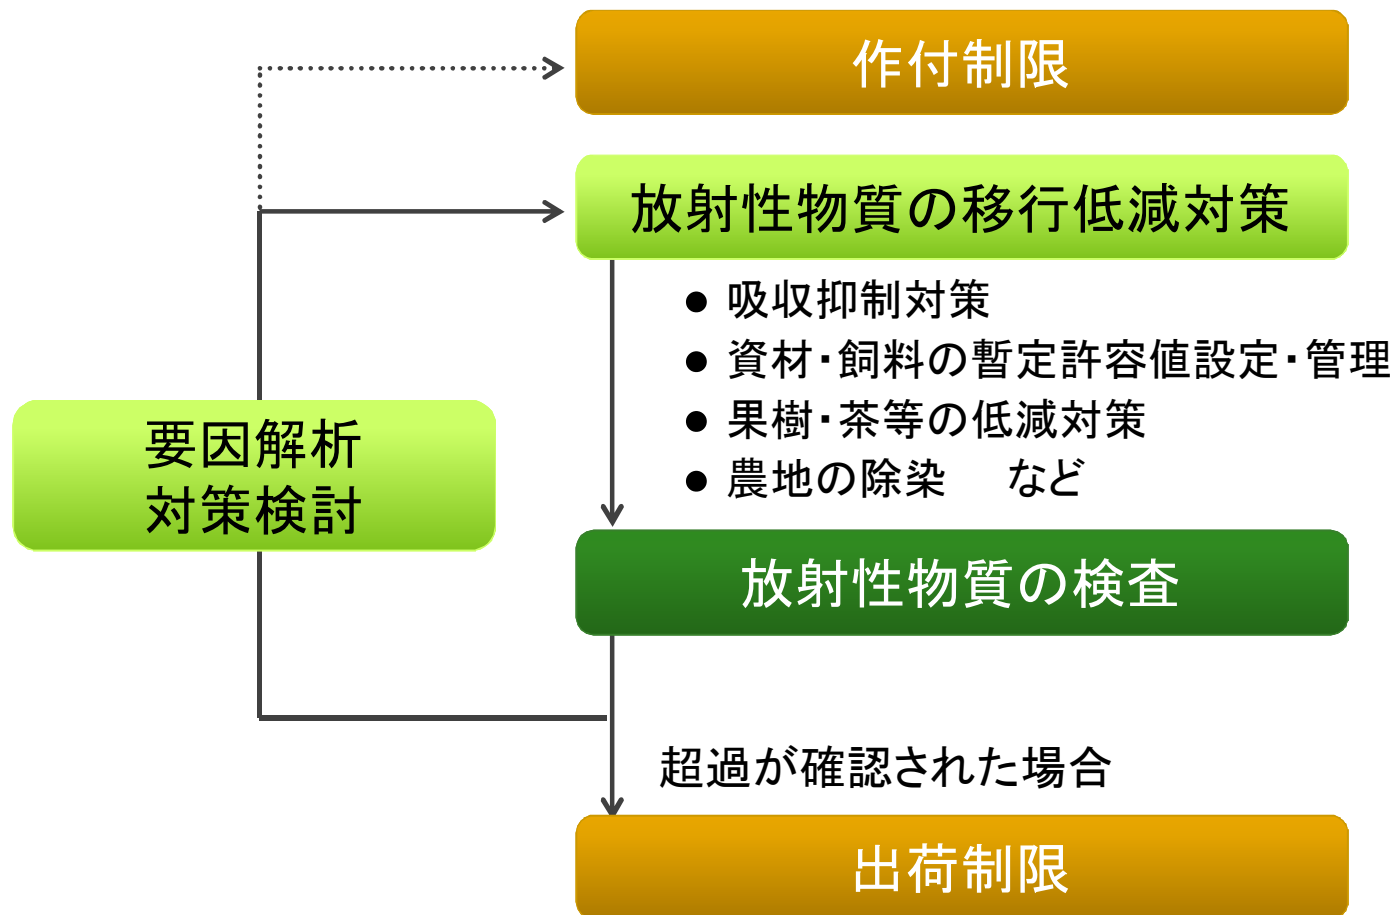 作付制限
放射性物質の移行低減対策
● 吸収抑制対策
● 資材・飼料の暫定許容値設定・管理
● 果樹・茶等の低減対策
● 農地の除染　など
要因解析
対策検討
放射性物質の検査
超過が確認された場合
出荷制限